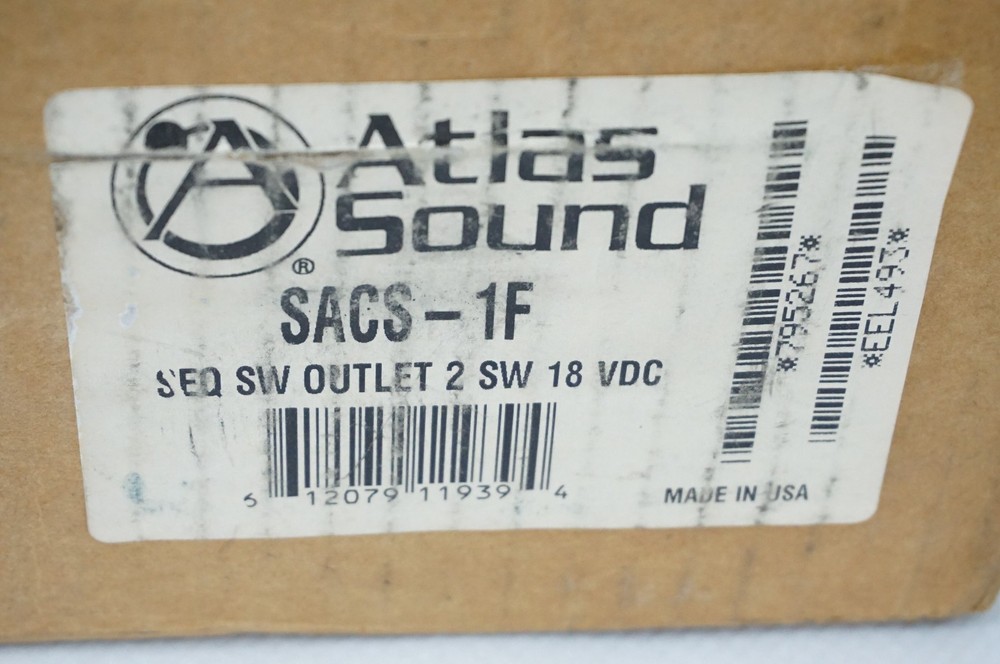 Atlas
Sound
®
SACS-1F
SEQ SW OUTLET 2 SW 18 VDC
6 12079 11939 4
MADE IN USA
*795267*
*EEL493*